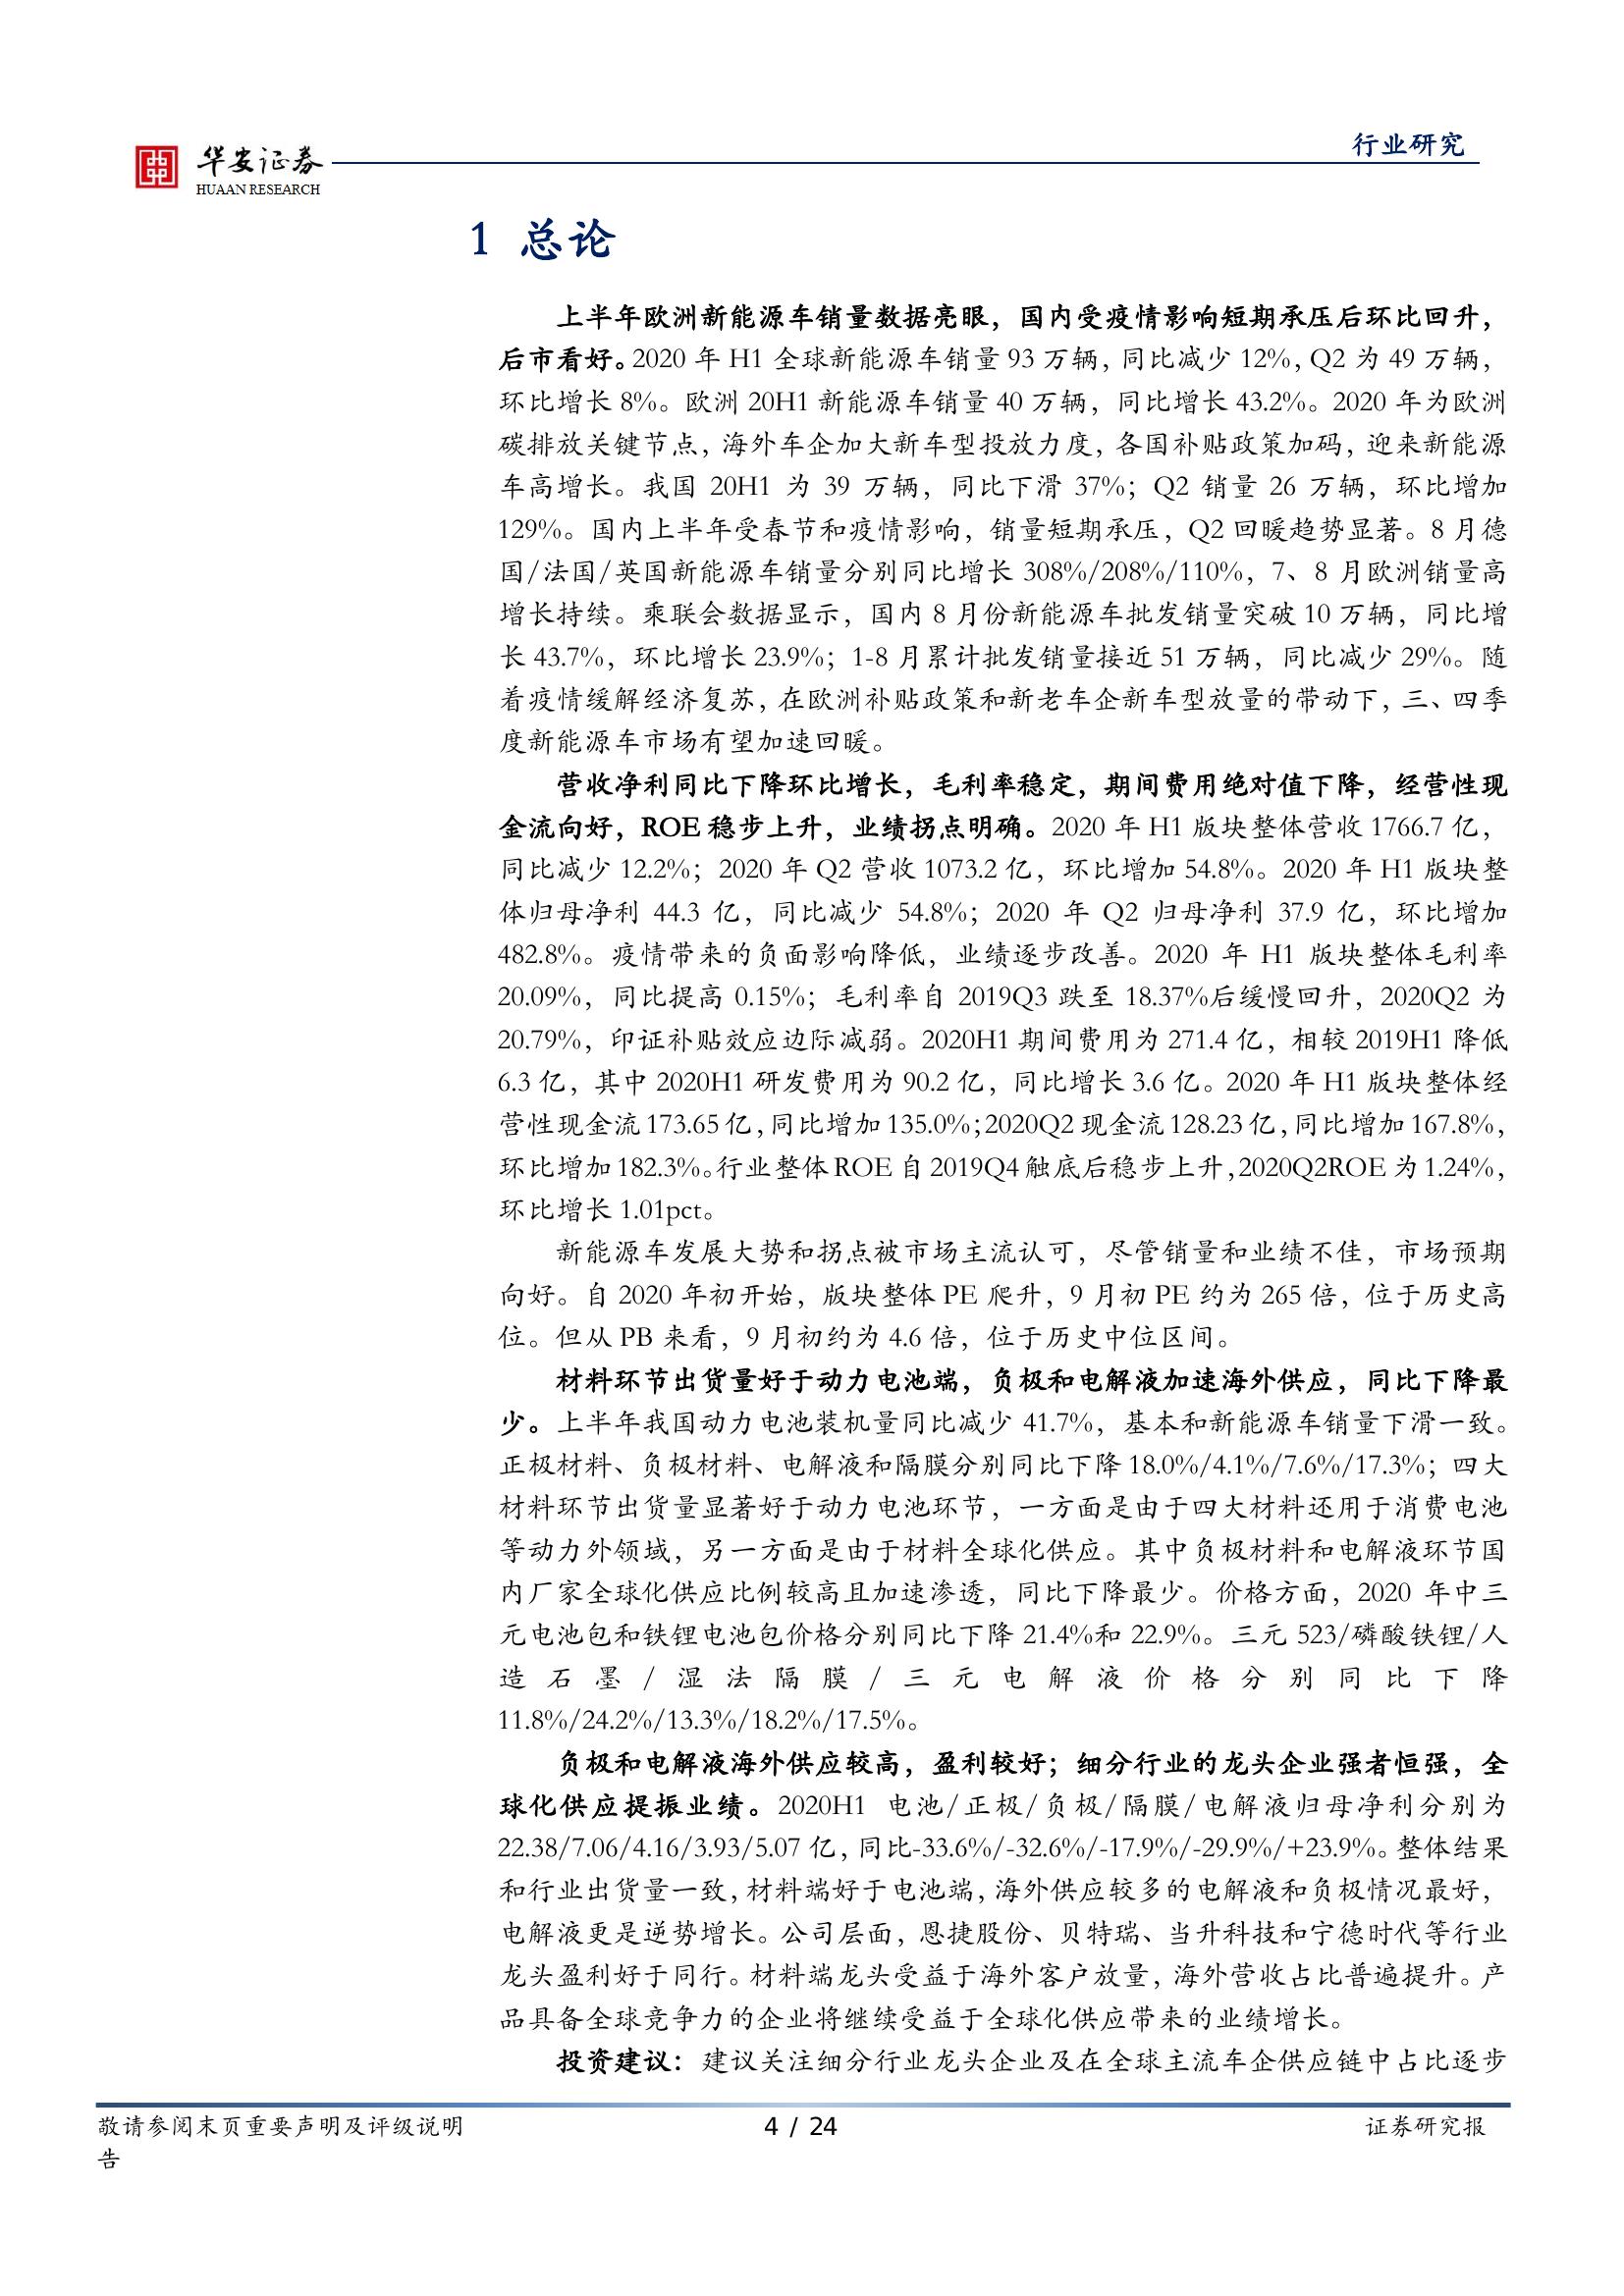 华安证券
HUAAN RESEARCH
行业研究
1 总论
上半年欧洲新能源车销量数据亮眼，国内受疫情影响短期承压后环比回升，
后市看好。2020 年 H1 全球新能源车销量 93 万辆，同比减少 12%，Q2 为 49 万辆，
环比增长 8%。欧洲 20H1 新能源车销量 40 万辆，同比增长 43.2%。2020 年为欧洲
碳排放关键节点，海外车企加大新车型投放力度，各国补贴政策加码，迎来新能源
车高增长。我国 20H1 为 39 万辆，同比下滑 37%；Q2 销量 26 万辆，环比增加
129%。国内上半年受春节和疫情影响，销量短期承压，Q2 回暖趋势显著。8 月德
国/法国/英国新能源车销量分别同比增长 308%/208%/110%，7、8 月欧洲销量高
增长持续。乘联会数据显示，国内 8 月份新能源车批发销量突破 10 万辆，同比增
长 43.7%，环比增长 23.9%；1-8 月累计批发销量接近 51 万辆，同比减少 29%。随
着疫情缓解经济复苏，在欧洲补贴政策和新老车企新车型放量的带动下，三、四季
度新能源车市场有望加速回暖。
营收净利同比下降环比增长，毛利率稳定，期间费用绝对值下降，经营性现
金流向好，ROE 稳步上升，业绩拐点明确。2020 年 H1 版块整体营收 1766.7 亿，
同比减少 12.2%；2020 年 Q2 营收 1073.2 亿，环比增加 54.8%。2020 年 H1 版块整
体归母净利 44.3 亿，同比减少 54.8%；2020 年 Q2 归母净利 37.9 亿，环比增加
482.8%。疫情带来的负面影响降低，业绩逐步改善。2020 年 H1 版块整体毛利率
20.09%，同比提高 0.15%；毛利率自 2019Q3 跌至 18.37%后缓慢回升，2020Q2 为
20.79%，印证补贴效应边际减弱。2020H1 期间费用为 271.4 亿，相较 2019H1 降低
6.3 亿，其中 2020H1 研发费用为 90.2 亿，同比增长 3.6 亿。2020 年 H1 版块整体经
营性现金流 173.65 亿，同比增加 135.0%；2020Q2 现金流 128.23 亿，同比增加 167.8%，
环比增加 182.3%。行业整体 ROE 自 2019Q4 触底后稳步上升，2020Q2ROE 为 1.24%，
环比增长 1.01pct。
新能源车发展大势和拐点被市场主流认可，尽管销量和业绩不佳，市场预期
向好。自 2020 年初开始，版块整体 PE 爬升，9 月初 PE 约为 265 倍，位于历史高
位。但从 PB 来看，9 月初约为 4.6 倍，位于历史中位区间。
材料环节出货量好于动力电池端，负极和电解液加速海外供应，同比下降最
少。上半年我国动力电池装机量同比减少 41.7%，基本和新能源车销量下滑一致。
正极材料、负极材料、电解液和隔膜分别同比下降 18.0%/4.1%/7.6%/17.3%；四大
材料环节出货量显著好于动力电池环节，一方面是由于四大材料还用于消费电池
等动力外领域，另一方面是由于材料全球化供应。其中负极材料和电解液环节国
内厂家全球化供应比例较高且加速渗透，同比下降最少。价格方面，2020 年中三
元电池包和铁锂电池包价格分别同比下降 21.4%和 22.9%。三元 523/磷酸铁锂/人
造石墨/湿法隔膜/三元电解液价格分别同比下降
11.8%/24.2%/13.3%/18.2%/17.5%。
负极和电解液海外供应较高，盈利较好；细分行业的龙头企业强者恒强，全
球化供应提振业绩。2020H1 电池/正极/负极/隔膜/电解液归母净利分别为
22.38/7.06/4.16/3.93/5.07 亿，同比-33.6%/-32.6%/-17.9%/-29.9%/+23.9%。整体结果
和行业出货量一致，材料端好于电池端，海外供应较多的电解液和负极情况最好，
电解液更是逆势增长。公司层面，恩捷股份、贝特瑞、当升科技和宁德时代等行业
龙头盈利好于同行。材料端龙头受益于海外客户放量，海外营收占比普遍提升。产
品具备全球竞争力的企业将继续受益于全球化供应带来的业绩增长。
投资建议：建议关注细分行业龙头企业及在全球主流车企供应链中占比逐步
敬请参阅末页重要声明及评级说明 4 / 24 证券研究报
告